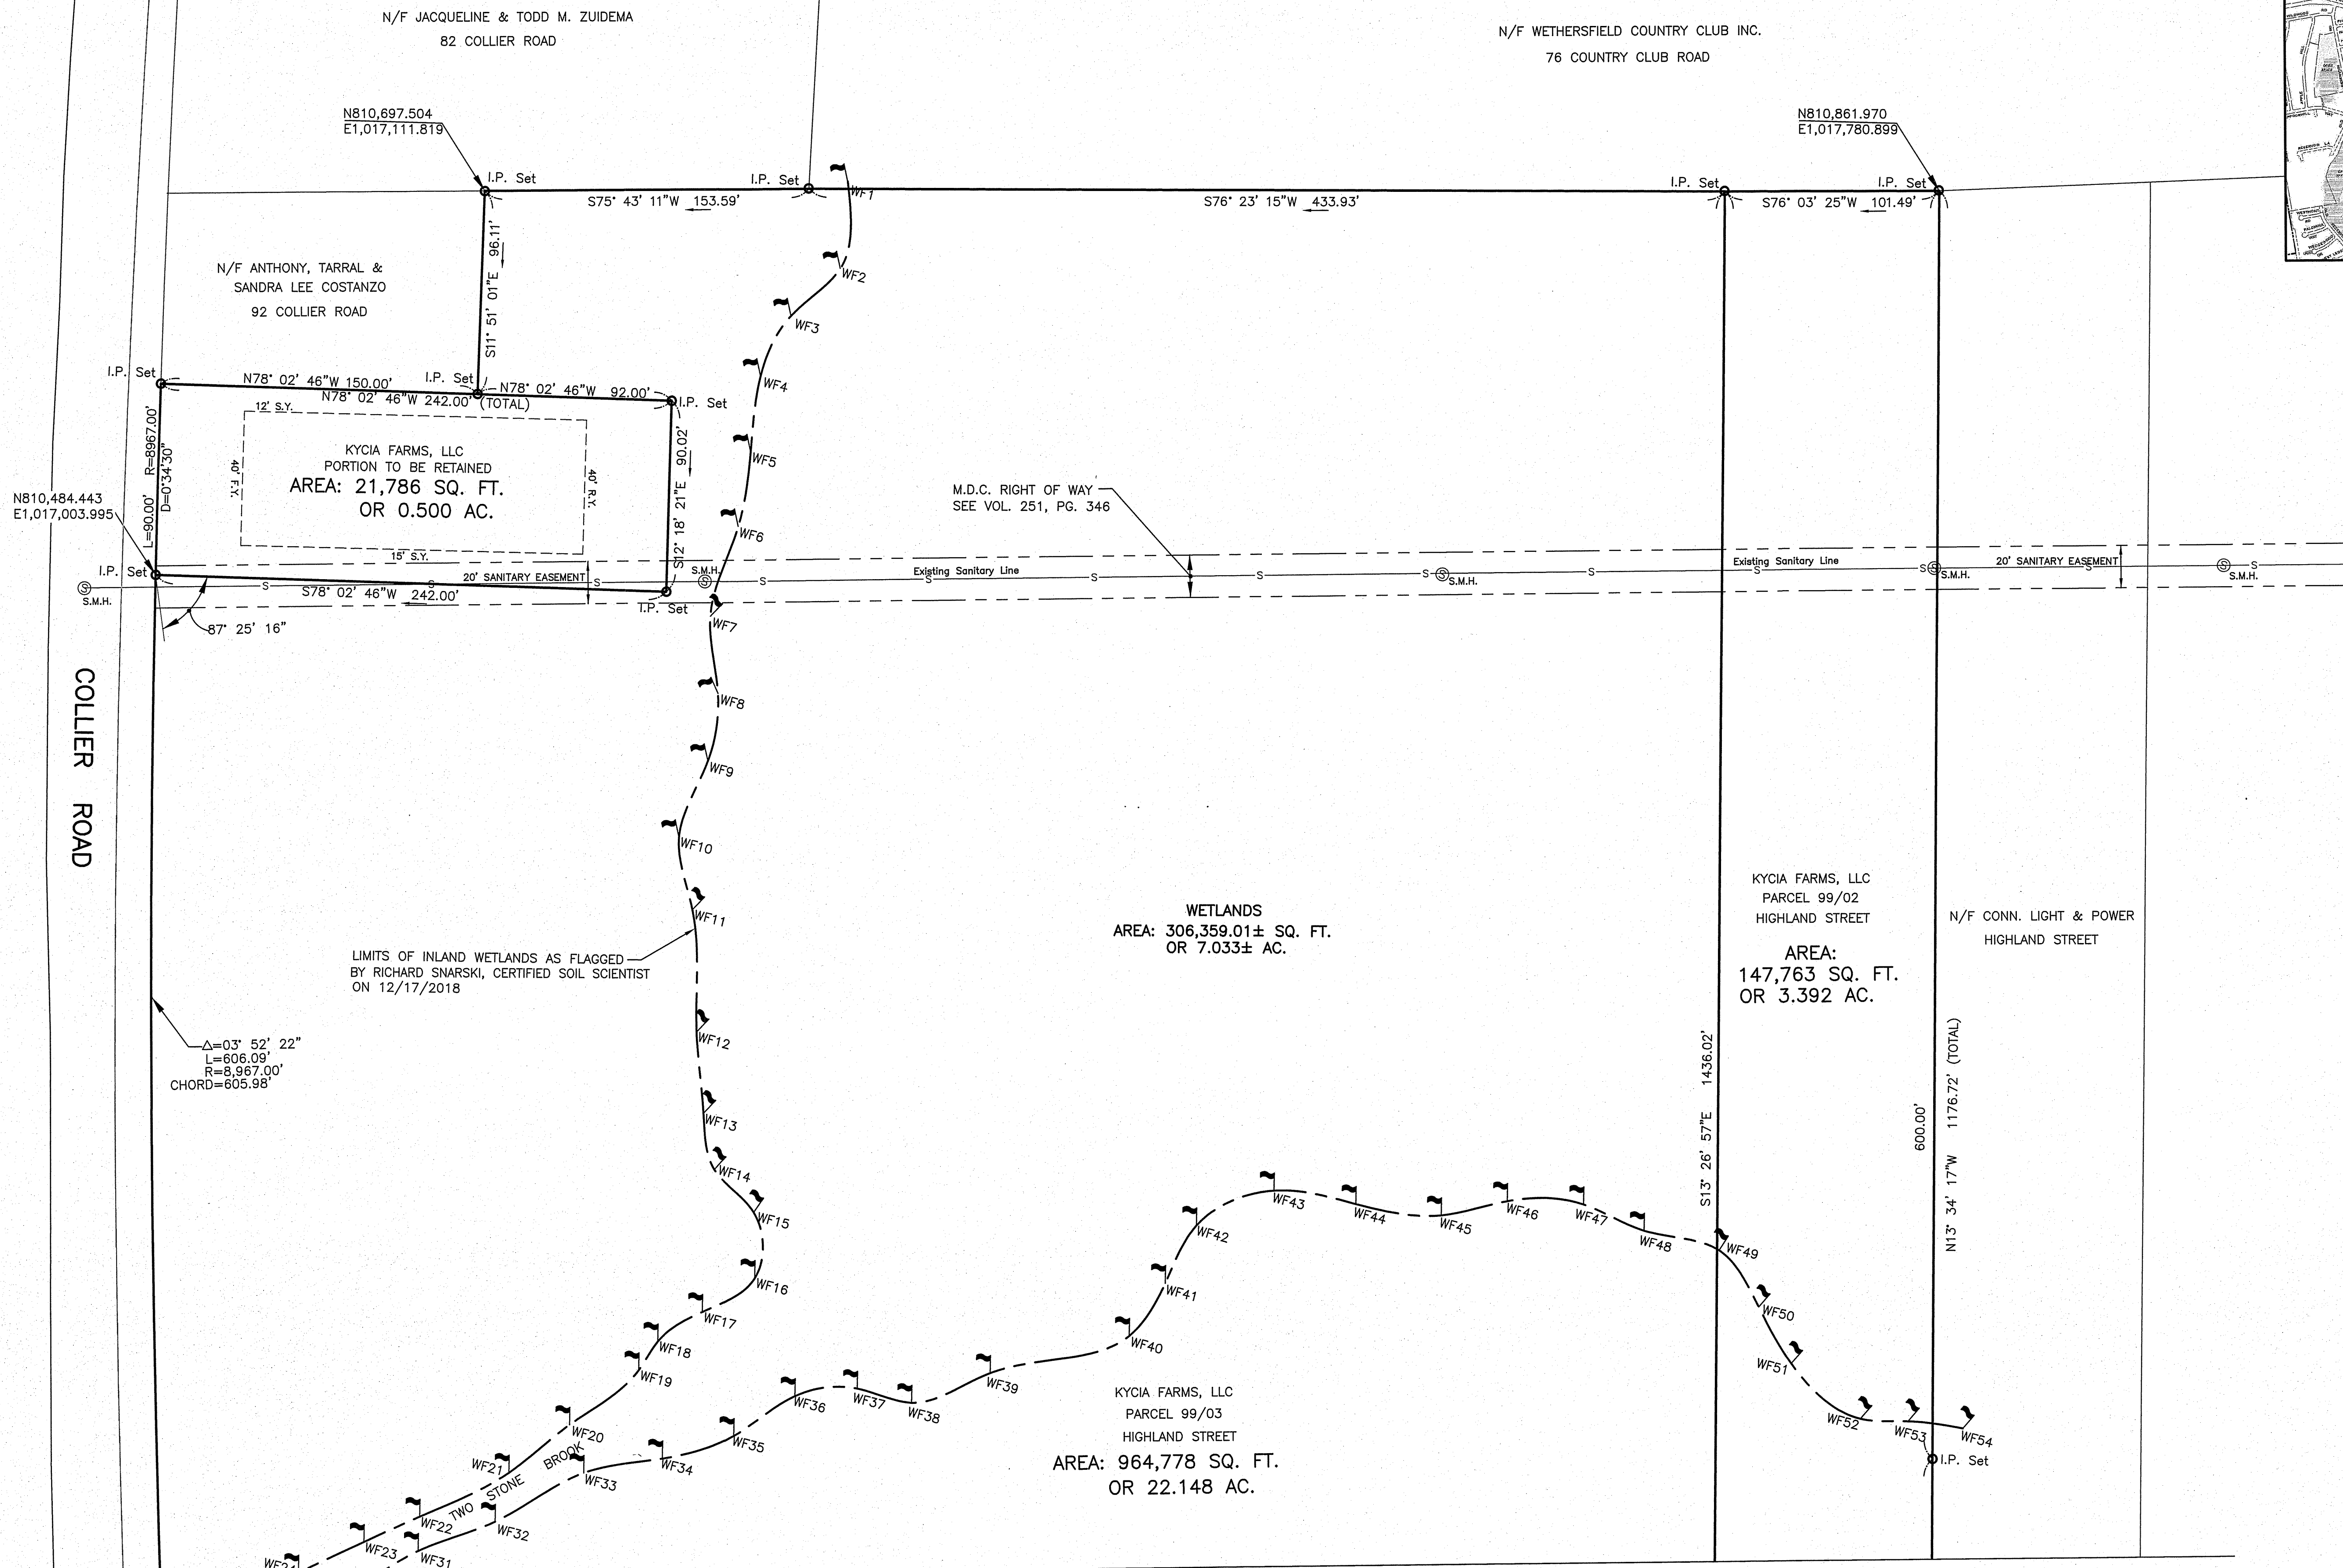 N/F JACQUELINE & TODD M. ZUIDEMA
82 COLLIER ROAD
N/F WETHERSFIELD COUNTRY CLUB INC.
76 COUNTRY CLUB ROAD
N810,697.504
E1,017,111.819
N810,861.970
E1,017,780.899
I.P. Set
I.P. Set
I.P. Set
I.P. Set
S75° 43' 11"W 153.59'
S76° 23' 15"W 433.93'
S76° 03' 25"W 101.49'
S11° 51' 01"E 96.11'
N/F ANTHONY, TARRAL &
SANDRA LEE COSTANZO
92 COLLIER ROAD
WF1
WF2
WF3
WF4
WF5
WF6
I.P. Set
N78° 02' 46"W 150.00'
I.P. Set
N78° 02' 46"W 92.00'
N78° 02' 46"W 242.00' (TOTAL)
I.P. Set
12' S.Y.
40' F.Y.
40' R.Y.
15' S.Y.
KYCIA FARMS, LLC
PORTION TO BE RETAINED
AREA: 21,786 SQ. FT.
OR 0.500 AC.
L=90.00' R=8967.00'
D=0°34'30"
S12° 18' 21"E 90.02'
N810,484.443
E1,017,003.995
M.D.C. RIGHT OF WAY
SEE VOL. 251, PG. 346
I.P. Set
S
S.M.H.
S
S
20' SANITARY EASEMENT
S
S.M.H.
S
S
Existing Sanitary Line
S
S
S
S
S
S.M.H.
S
Existing Sanitary Line
S
S
S
S.M.H.
20' SANITARY EASEMENT
S
S
S
S.M.H.
S78° 02' 46"W 242.00'
I.P. Set
87° 25' 16"
COLLIER ROAD
WF7
WF8
WF9
WF10
WF11
WF12
WF13
WF14
WF15
WF16
WF17
WF18
WF19
WF20
WF21
WF22
WF23
LIMITS OF INLAND WETLANDS AS FLAGGED
BY RICHARD SNARSKI, CERTIFIED SOIL SCIENTIST
ON 12/17/2018
Δ=03° 52' 22"
L=606.09'
R=8,967.00'
CHORD=605.98'
WETLANDS
AREA: 306,359.01± SQ. FT.
OR 7.033± AC.
KYCIA FARMS, LLC
PARCEL 99/02
HIGHLAND STREET
AREA:
147,763 SQ. FT.
OR 3.392 AC.
N/F CONN. LIGHT & POWER
HIGHLAND STREET
S13° 26' 57"E 1436.02'
600.00'
N13° 34' 17"W 1176.72' (TOTAL)
TWO STONE BROOK
WF31
WF32
WF33
WF34
WF35
WF36
WF37
WF38
WF39
WF40
WF41
WF42
WF43
WF44
WF45
WF46
WF47
WF48
WF49
WF50
WF51
WF52
WF53
WF54
I.P. Set
KYCIA FARMS, LLC
PARCEL 99/03
HIGHLAND STREET
AREA: 964,778 SQ. FT.
OR 22.148 AC.